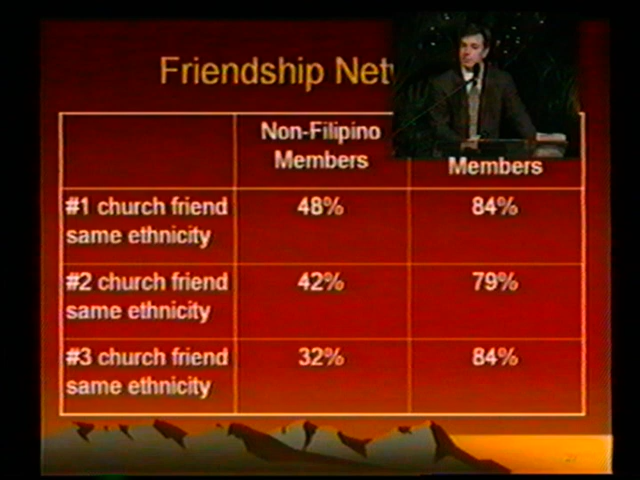 Friendship Net
Non-Filipino
Members
Members
#1 church friend
same ethnicity
48%
84%
#2 church friend
same ethnicity
42%
79%
#3 church friend
same ethnicity
32%
84%